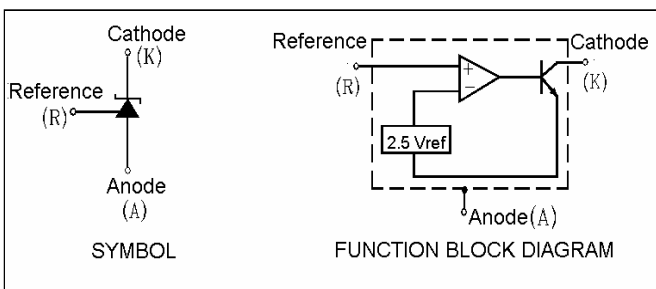 Cathode
(K)
Reference
(R)
Anode
(A)
SYMBOL
Reference
(R)
+
−
2.5 Vref
Cathode
(K)
Anode(A)
FUNCTION BLOCK DIAGRAM